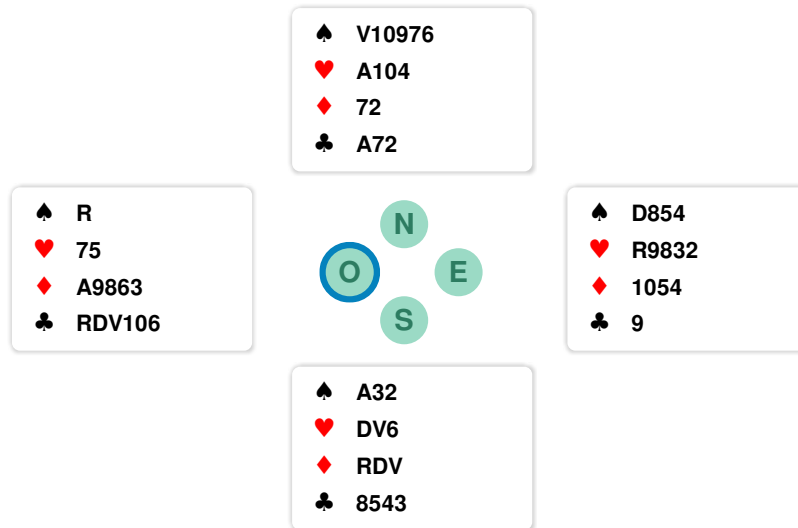 ♠ V10976
♥ A104
♦ 72
♣ A72
♠ R
♥ 75
♦ A9863
♣ RDV106
N
O E
S
♠ D854
♥ R9832
♦ 1054
♣ 9
♠ A32
♥ DV6
♦ RDV
♣ 8543